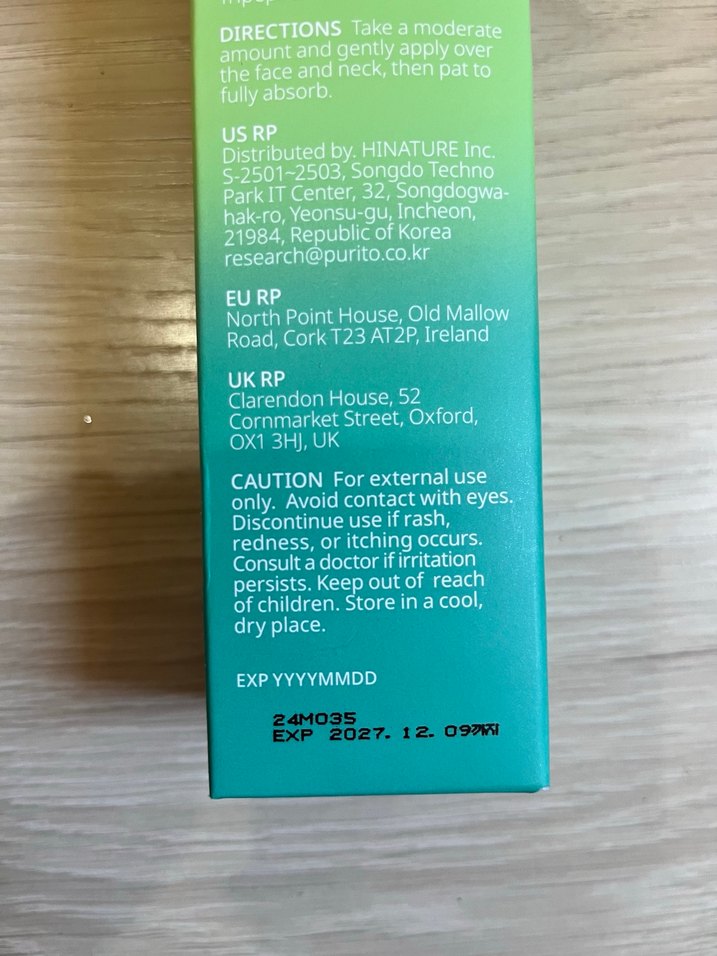 DIRECTIONS Take a moderate
amount and gently apply over
the face and neck, then pat to
fully absorb.
US RP
Distributed by. HINATURE Inc.
S-2501~2503, Songdo Techno
Park IT Center, 32, Songdogwa-
hak-ro, Yeonsu-gu, Incheon,
21984, Republic of Korea
research@purito.co.kr
EU RP
North Point House, Old Mallow
Road, Cork T23 AT2P, Ireland
UK RP
Clarendon House, 52
Cornmarket Street, Oxford,
OX1 3HJ, UK
CAUTION For external use
only. Avoid contact with eyes.
Discontinue use if rash,
redness, or itching occurs.
Consult a doctor if irritation
persists. Keep out of reach
of children. Store in a cool,
dry place.
EXP YYYYMMDD
24M035
EXP 2027. 12. 09까지